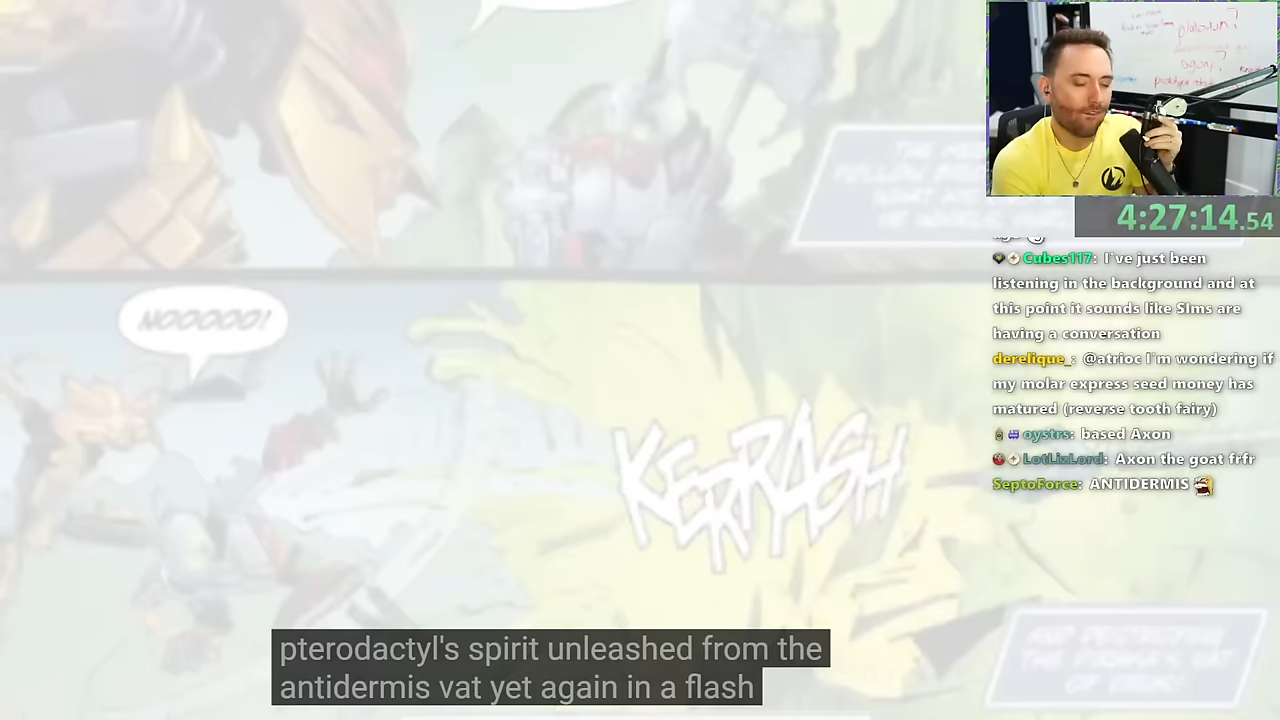 platoon?
agony?
4:27:14.54
Cubes117: I've just been
listening in the background and at
this point it sounds like SIms are
having a conversation
derelique_: @atrioc I'm wondering if
my molar express seed money has
matured (reverse tooth fairy)
oystrs: based Axon
LotLizLord: Axon the goat frfr
SeptoForce: ANTIDERMIS
NOOOOO!
KERRASH
pterodactyl's spirit unleashed from the
antidermis vat yet again in a flash